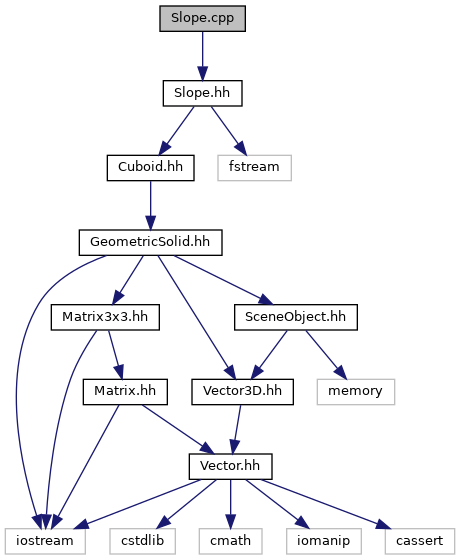 Slope.cpp
Slope.hh
Cuboid.hh
fstream
GeometricSolid.hh
Matrix3x3.hh
SceneObject.hh
Matrix.hh
Vector3D.hh
memory
Vector.hh
iostream
cstdlib
cmath
iomanip
cassert